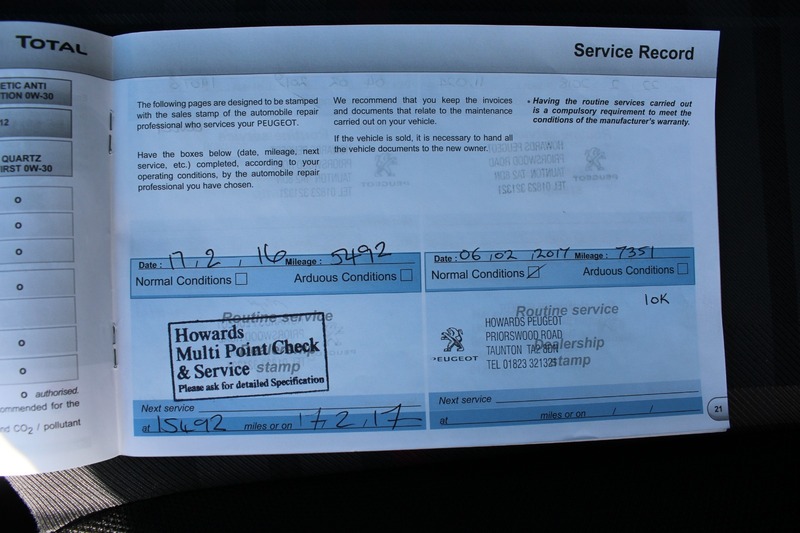 TOTAL
ETIC ANTI
TION 0W-30
12
QUARTZ
IRST 0W-30
o authorised.
ommended for the
nd CO2 / pollutant
Service Record
The following pages are designed to be stamped
with the sales stamp of the automobile repair
professional who services your PEUGEOT.
Have the boxes below (date, mileage, next
service, etc.) completed, according to your
operating conditions, by the automobile repair
professional you have chosen.
We recommend that you keep the invoices
and documents that relate to the maintenance
carried out on your vehicle.
If the vehicle is sold, it is necessary to hand all
the vehicle documents to the new owner.
• Having the routine services carried out
is a compulsory requirement to meet the
conditions of the manufacturer's warranty.
Date : 17 , 2 , 16 Mileage : 5492
Normal Conditions Arduous Conditions
Routine service
stamp
Howards
Multi Point Check
& Service
Please ask for detailed Specification
Next service
at 15492 miles or on 17, 2, 17
Date : 06 , 02 , 2017 Mileage : 7351
Normal Conditions Arduous Conditions
10K
Routine service
Dealership
stamp
PEUGEOT
HOWARDS PEUGEOT
PRIORSWOOD ROAD
TAUNTON TA2 8DN
TEL 01823 321321
Next service
at miles or on / /
21